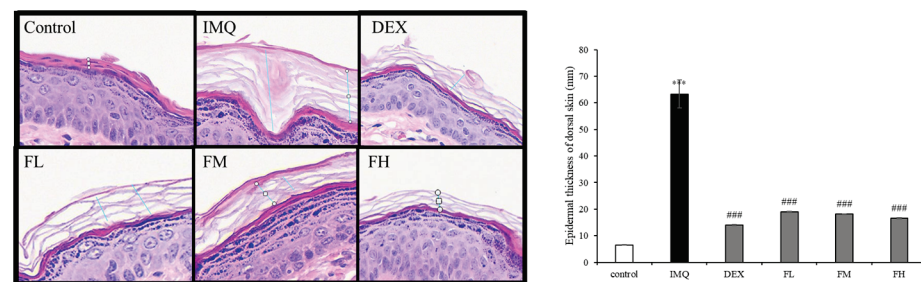 Control
IMQ
DEX
FL
FM
FH
Epidermal thickness of dorsal skin (mm)
80
70
60
50
40
30
20
10
0
***
###
###
###
###
control
IMQ
DEX
FL
FM
FH